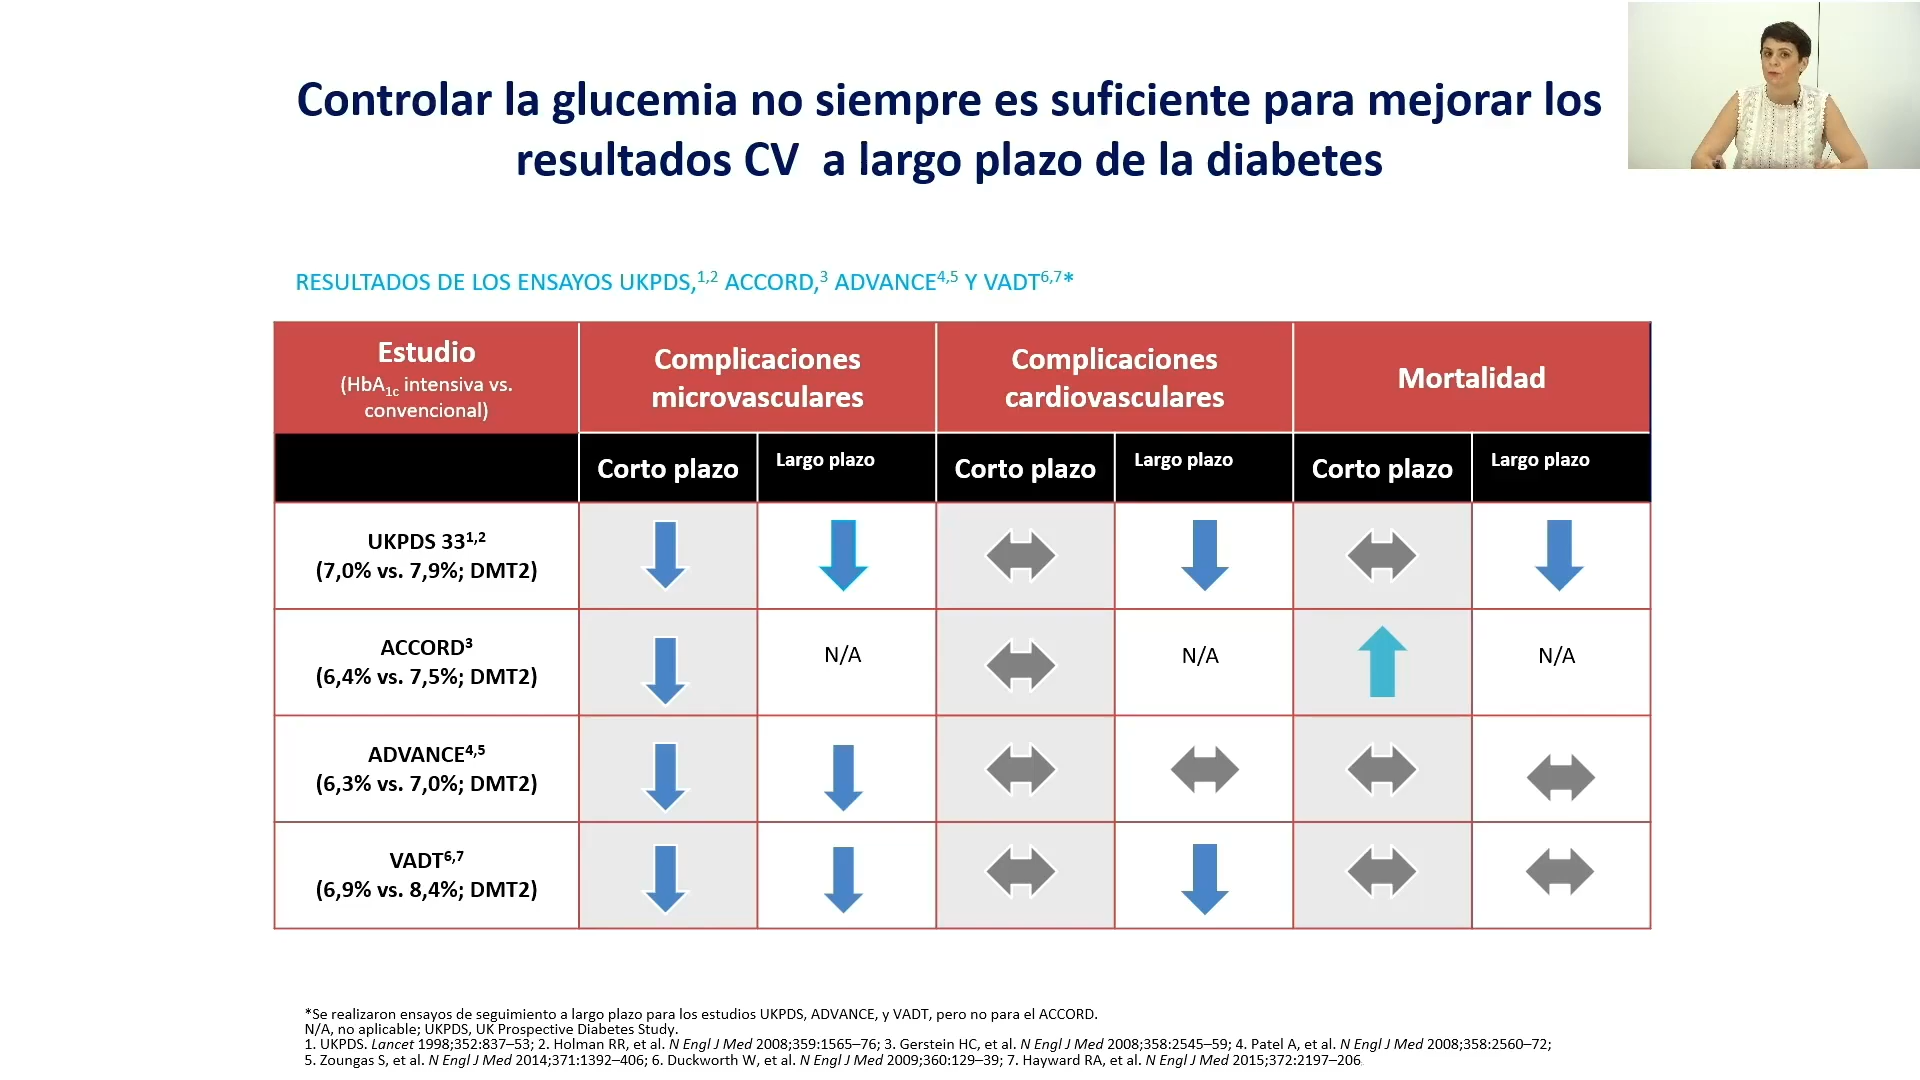 Controlar la glucemia no siempre es suficiente para mejorar los
resultados CV a largo plazo de la diabetes
RESULTADOS DE LOS ENSAYOS UKPDS,1,2 ACCORD,3 ADVANCE4,5 Y VADT6,7*
Estudio
(HbA1c intensiva vs.
convencional)
Complicaciones
microvasculares
Complicaciones
cardiovasculares
Mortalidad
Corto plazo
Largo plazo
Corto plazo
Largo plazo
Corto plazo
Largo plazo
UKPDS 331,2
(7,0% vs. 7,9%; DMT2)
ACCORD3
(6,4% vs. 7,5%; DMT2)
N/A
N/A
N/A
ADVANCE4,5
(6,3% vs. 7,0%; DMT2)
VADT6,7
(6,9% vs. 8,4%; DMT2)
*Se realizaron ensayos de seguimiento a largo plazo para los estudios UKPDS, ADVANCE, y VADT, pero no para el ACCORD.
N/A, no aplicable; UKPDS, UK Prospective Diabetes Study.
1. UKPDS. Lancet 1998;352:837–53; 2. Holman RR, et al. N Engl J Med 2008;359:1565–76; 3. Gerstein HC, et al. N Engl J Med 2008;358:2545–59; 4. Patel A, et al. N Engl J Med 2008;358:2560–72;
5. Zoungas S, et al. N Engl J Med 2014;371:1392–406; 6. Duckworth W, et al. N Engl J Med 2009;360:129–39; 7. Hayward RA, et al. N Engl J Med 2015;372:2197–206